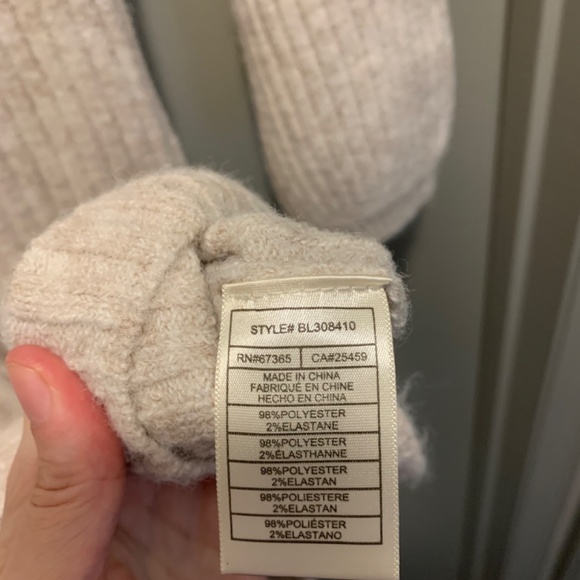 STYLE# BL308410
RN#67365 CA#25459
MADE IN CHINA
FABRIQUÉ EN CHINE
HECHO EN CHINA
98%POLYESTER
2%ELASTANE
98%POLYESTER
2%ÉLASTHANNE
98%POLYESTER
2%ELASTAN
98%POLIESTERE
2%ELASTAN
98%POLIÉSTER
2%ELASTANO